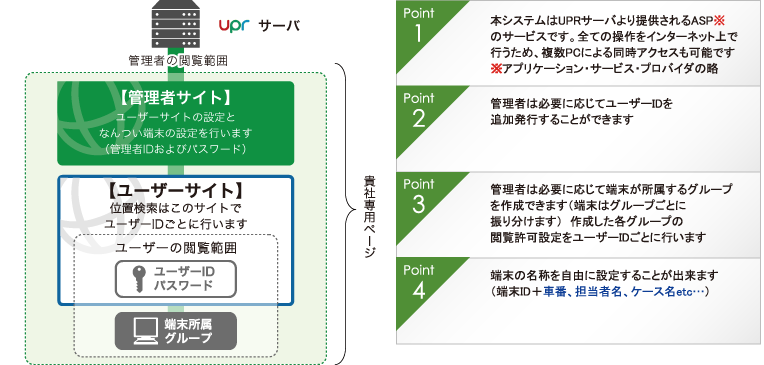 upr サーバ
管理者の閲覧範囲
【管理者サイト】
ユーザーサイトの設定と
なんつい端末の設定を行います
（管理者IDおよびパスワード）
【ユーザーサイト】
位置検索はこのサイトで
ユーザーIDごとに行います
ユーザーの閲覧範囲
ユーザーID
パスワード
端末所属
グループ
貴社専用ページ
Point
1
本システムはUPRサーバより提供されるASP※
のサービスです。全ての操作をインターネット上で
行うため、複数PCによる同時アクセスも可能です
※アプリケーション・サービス・プロバイダの略
Point
2
管理者は必要に応じてユーザーIDを
追加発行することができます
Point
3
管理者は必要に応じて端末が所属するグループ
を作成できます（端末はグループごとに
振り分けます） 作成した各グループの
閲覧許可設定をユーザーIDごとに行います
Point
4
端末の名称を自由に設定することが出来ます
（端末ID＋車番、担当者名、ケース名etc…）